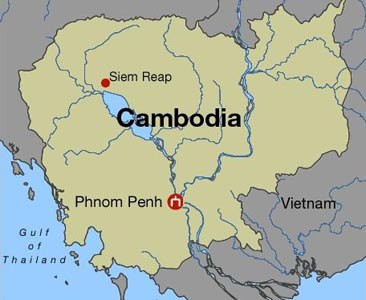 Siem Reap
Cambodia
Phnom Penh
Vietnam
Gulf
of
Thailand